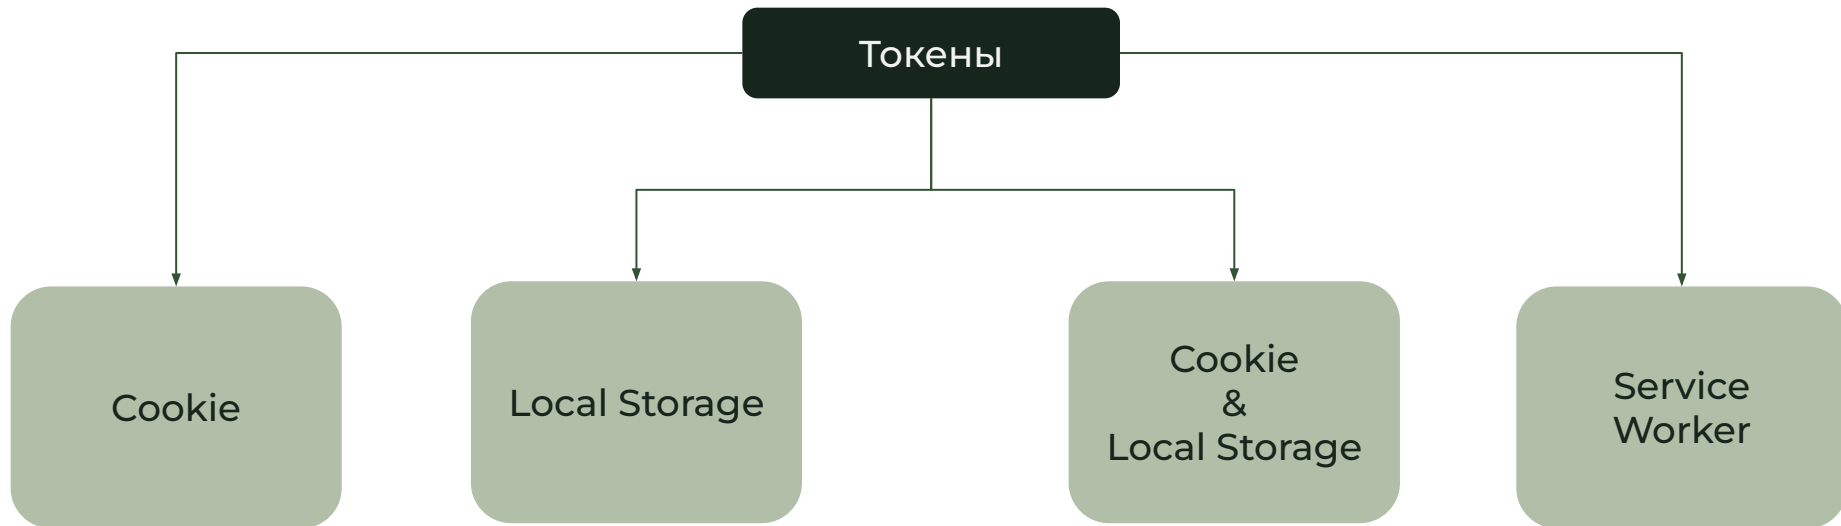 Токены
Cookie
Local Storage
Cookie
&
Local Storage
Service
Worker